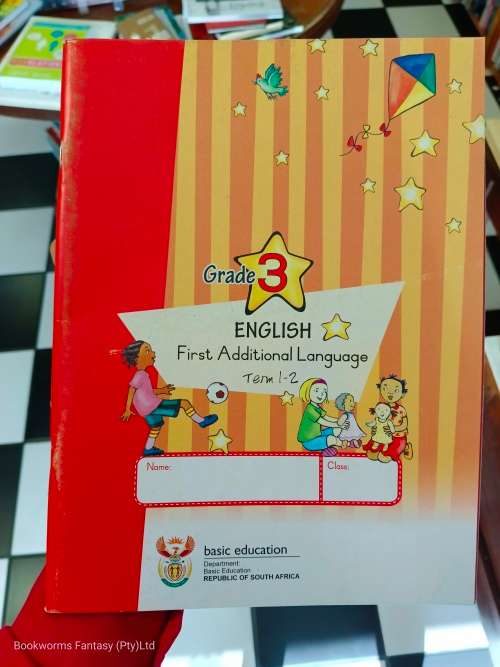 Grade 3
ENGLISH
First Additional Language
Term 1-2
Name:
Class:
basic education
Department:
Basic Education
REPUBLIC OF SOUTH AFRICA
Bookworms Fantasy (Pty)Ltd